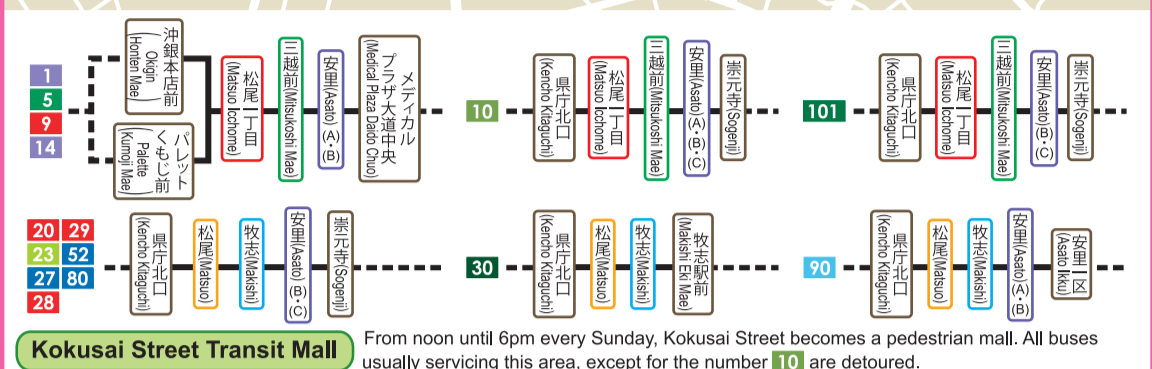 1
5
9
14
沖銀本店前
(Okigin
Honten Mae)
パレット
くもじ前
(Palette
Kumoji Mae)
松尾一丁目
(Matsuo Icchome)
三越前(Mitsukoshi Mae)
安里(Asato)(A・B)
メディカル
プラザ大道中央
(Medical Plaza Daido Chuo)
10
県庁北口
(Kencho Kitaguchi)
松尾一丁目
(Matsuo Icchome)
三越前(Mitsukoshi Mae)
安里(Asato)(A・B・C)
崇元寺(Sogenji)
101
県庁北口
(Kencho Kitaguchi)
松尾一丁目
(Matsuo Icchome)
三越前(Mitsukoshi Mae)
安里(Asato)(B・C)
崇元寺(Sogenji)
20 29
23 52
27 80
28
県庁北口
(Kencho Kitaguchi)
松尾(Matsuo)
牧志(Makishi)
安里(Asato)(B・C)
崇元寺(Sogenji)
30
県庁北口
(Kencho Kitaguchi)
松尾(Matsuo)
牧志(Makishi)
牧志駅前
(Makishi Eki Mae)
90
県庁北口
(Kencho Kitaguchi)
松尾(Matsuo)
牧志(Makishi)
安里(Asato)(A・B)
安里一区
(Asato Ikku)
Kokusai Street Transit Mall
From noon until 6pm every Sunday, Kokusai Street becomes a pedestrian mall. All buses
usually servicing this area, except for the number 10 are detoured.